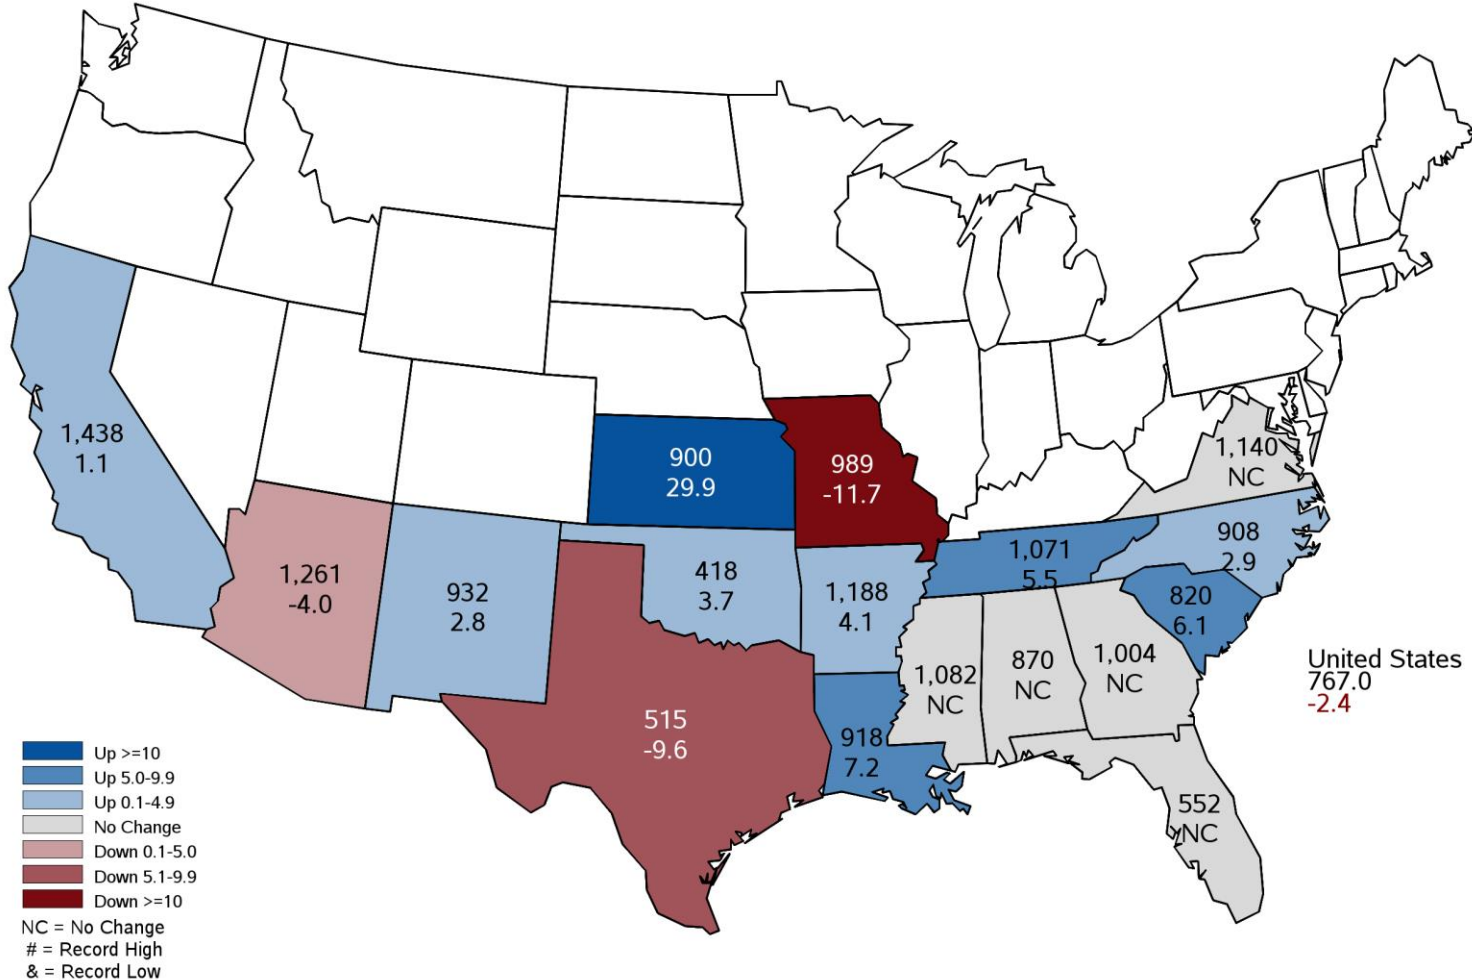 1,438
1.1
900
29.9
989
-11.7
1,140
NC
1,261
-4.0
932
2.8
418
3.7
1,188
4.1
1,071
5.5
908
2.9
820
6.1
1,082
NC
870
NC
1,004
NC
515
-9.6
918
7.2
552
NC
United States
767.0
-2.4
Up >=10
Up 5.0-9.9
Up 0.1-4.9
No Change
Down 0.1-5.0
Down 5.1-9.9
Down >=10
NC = No Change
# = Record High
& = Record Low